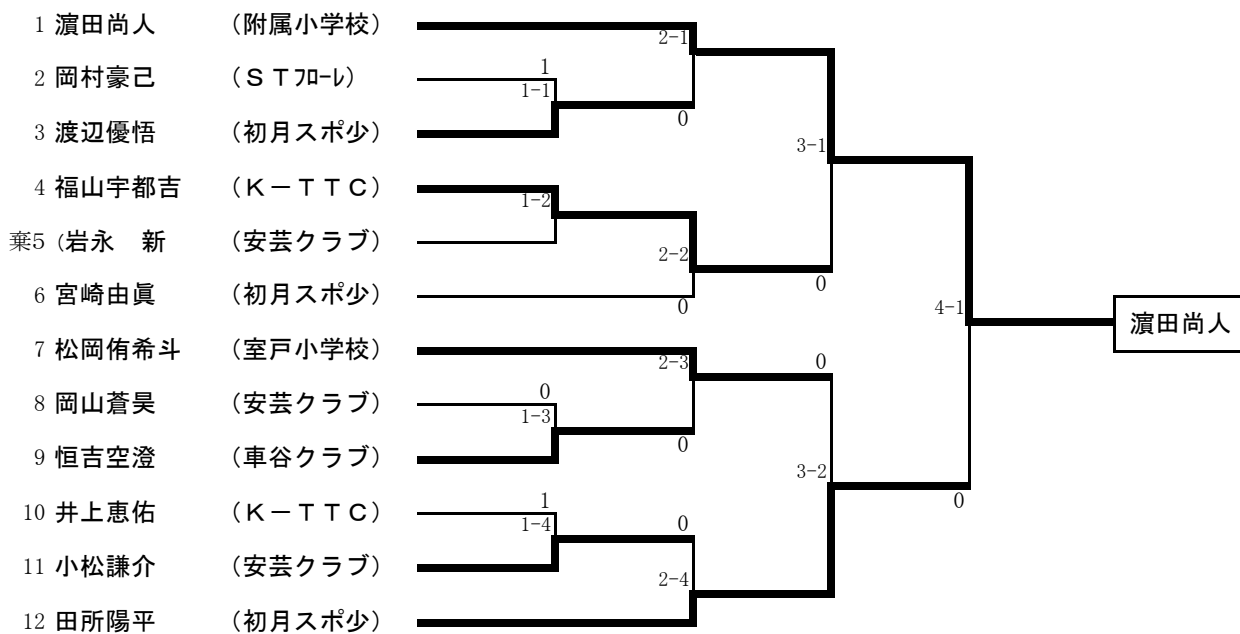 1 濵田尚人 （附属小学校）
2 岡村豪己 （ＳＴﾌﾛｰﾚ）
3 渡辺優悟 （初月スポ少）
4 福山宇都吉 （Ｋ－ＴＴＣ）
棄5 (岩永　新 （安芸クラブ）
6 宮崎由眞 （初月スポ少）
7 松岡侑希斗 （室戸小学校）
8 岡山蒼昊 （安芸クラブ）
9 恒吉空澄 （車谷クラブ）
10 井上恵佑 （Ｋ－ＴＴＣ）
11 小松謙介 （安芸クラブ）
12 田所陽平 （初月スポ少）
1
1-1
1-2
0
1-3
1
1-4
2-1
0
2-2
0
2-3
0
0
2-4
3-1
0
0
3-2
4-1
0
濵田尚人